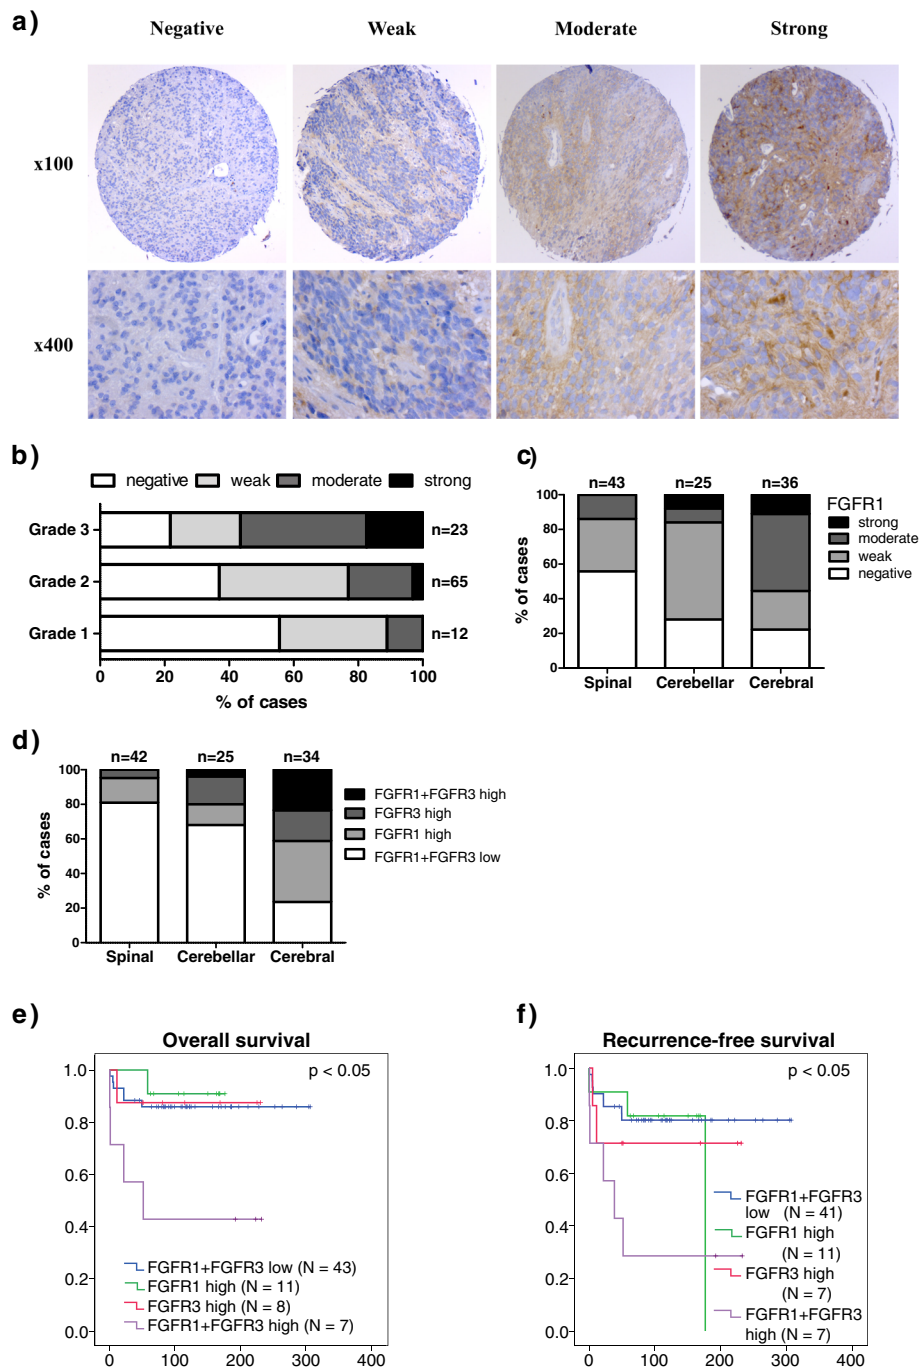 a)
Negative Weak Moderate Strong
x100
x400
b)
negative weak moderate strong
Grade 3
n=23
Grade 2
n=65
Grade 1
n=12
0 20 40 60 80 100
% of cases
c)
n=43 n=25 n=36
FGFR1
strong
moderate
weak
negative
100
80
60
40
20
0
% of cases
Spinal Cerebellar Cerebral
d)
n=42 n=25 n=34
FGFR1+FGFR3 high
FGFR3 high
FGFR1 high
FGFR1+FGFR3 low
100
80
60
40
20
0
% of cases
Spinal Cerebellar Cerebral
e)
Overall survival
p < 0.05
1.0
0.8
0.6
0.4
0.2
0.0
FGFR1+FGFR3 low (N = 43)
FGFR1 high (N = 11)
FGFR3 high (N = 8)
FGFR1+FGFR3 high (N = 7)
0 100 200 300 400
f)
Recurrence-free survival
p < 0.05
1.0
0.8
0.6
0.4
0.2
0.0
FGFR1+FGFR3
low (N = 41)
FGFR1 high
(N = 11)
FGFR3 high
(N = 7)
FGFR1+FGFR3
high (N = 7)
0 100 200 300 400